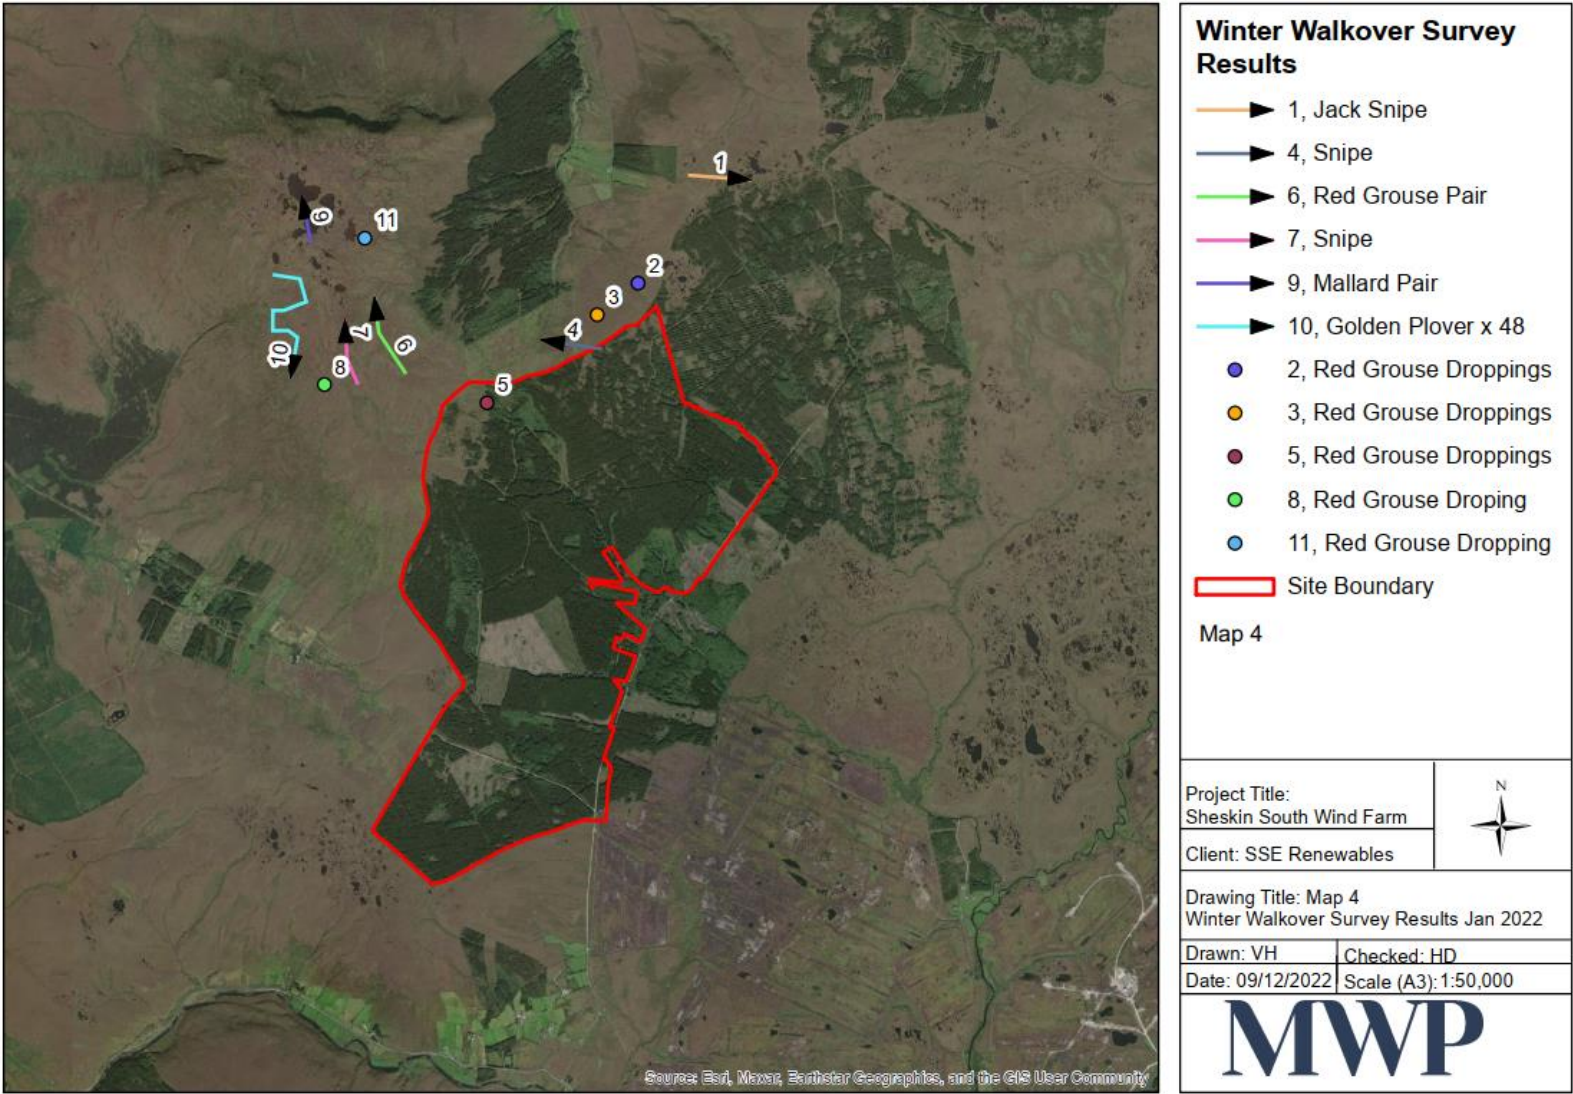 1
2
3
4
5
6
7
8
9
10
11
Source: Esri, Maxar, Earthstar Geographics, and the GIS User Community
Winter Walkover Survey
Results
1, Jack Snipe
4, Snipe
6, Red Grouse Pair
7, Snipe
9, Mallard Pair
10, Golden Plover x 48
2, Red Grouse Droppings
3, Red Grouse Droppings
5, Red Grouse Droppings
8, Red Grouse Droping
11, Red Grouse Dropping
Site Boundary
Map 4
Project Title:
Sheskin South Wind Farm
N
Client: SSE Renewables
Drawing Title: Map 4
Winter Walkover Survey Results Jan 2022
Drawn: VH
Checked: HD
Date: 09/12/2022
Scale (A3): 1:50,000
MWP